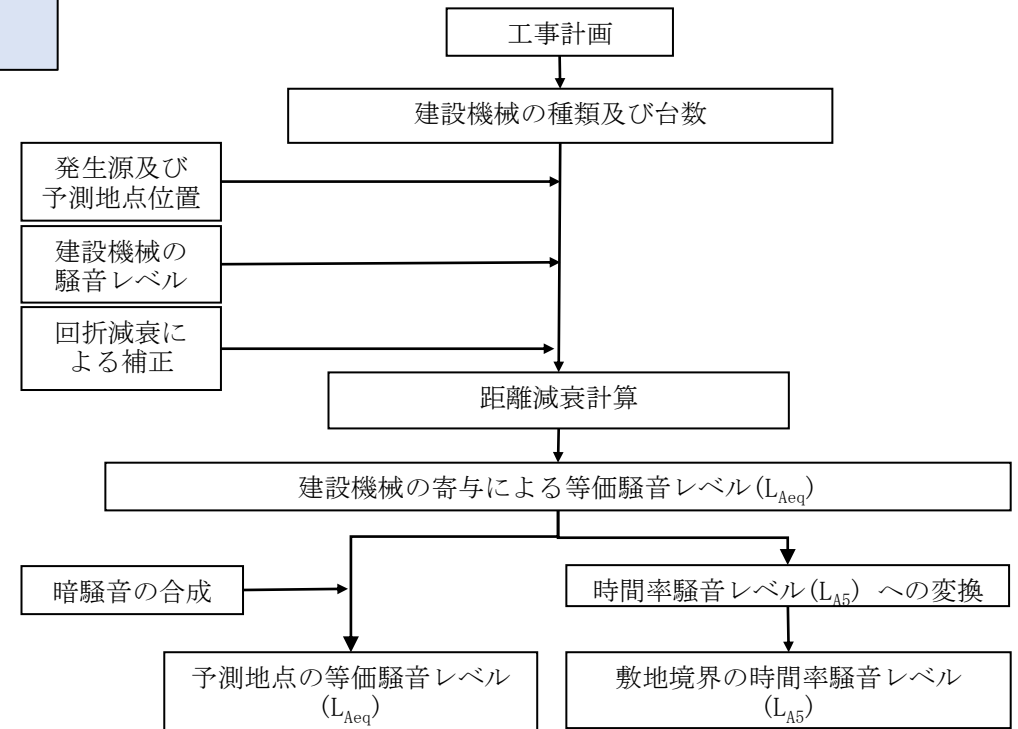 工事計画
建設機械の種類及び台数
発生源及び
予測地点位置
建設機械の
騒音レベル
回折減衰に
よる補正
距離減衰計算
建設機械の寄与による等価騒音レベル(L_Aeq)
暗騒音の合成
時間率騒音レベル(L_A5) への変換
予測地点の等価騒音レベル
(L_Aeq)
敷地境界の時間率騒音レベル
(L_A5)